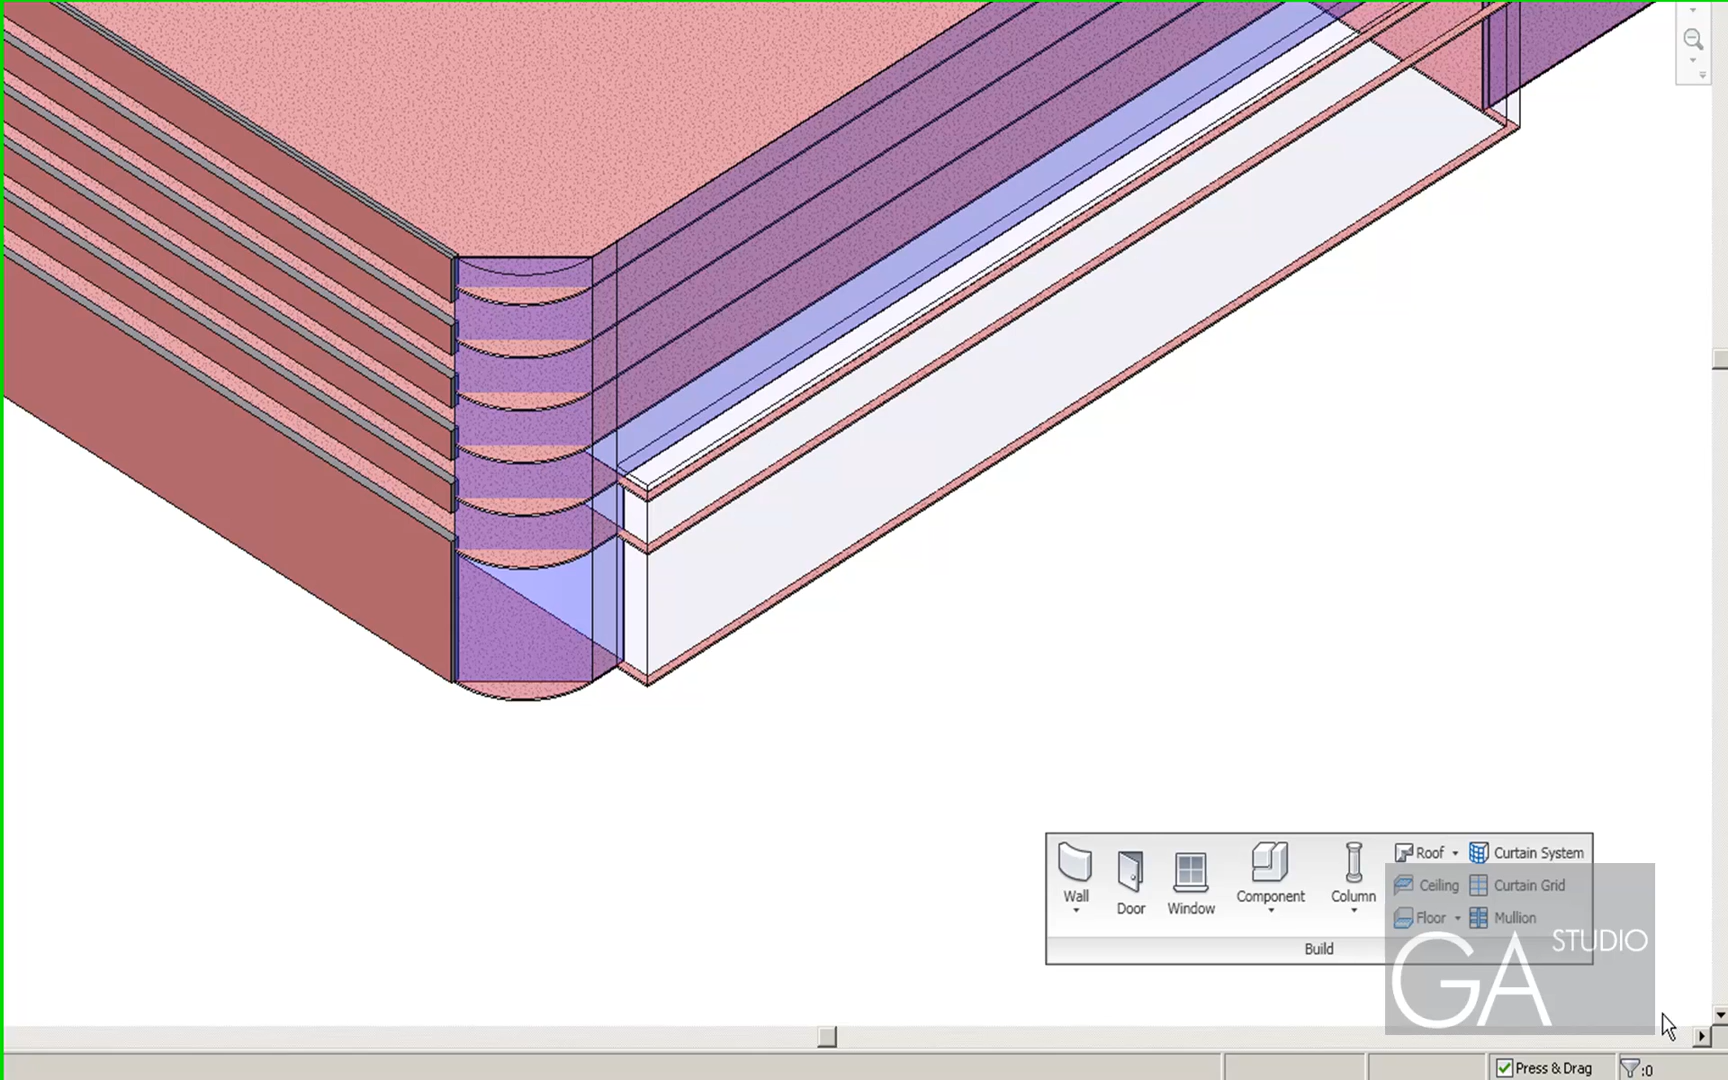 Wall
Door
Window
Component
Column
Roof
Curtain System
Ceiling
Curtain Grid
Floor
Mullion
Build
GA STUDIO
Press & Drag
:0